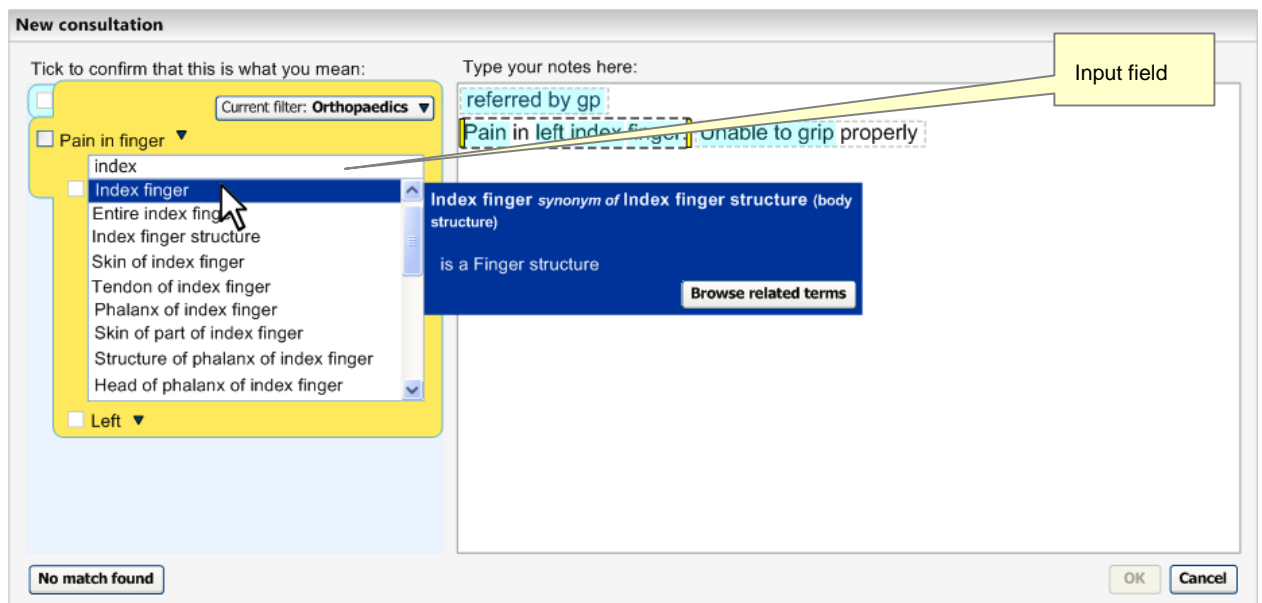 New consultation
Tick to confirm that this is what you mean:
Current filter: Orthopaedics
Pain in finger
index
Index finger
Entire index finger
Index finger structure
Skin of index finger
Tendon of index finger
Phalanx of index finger
Skin of part of index finger
Structure of phalanx of index finger
Head of phalanx of index finger
Left
Type your notes here:
referred by gp
Pain in left index finger. Unable to grip properly
Input field
Index finger synonym of Index finger structure (body
structure)
is a Finger structure
Browse related terms
No match found
OK
Cancel